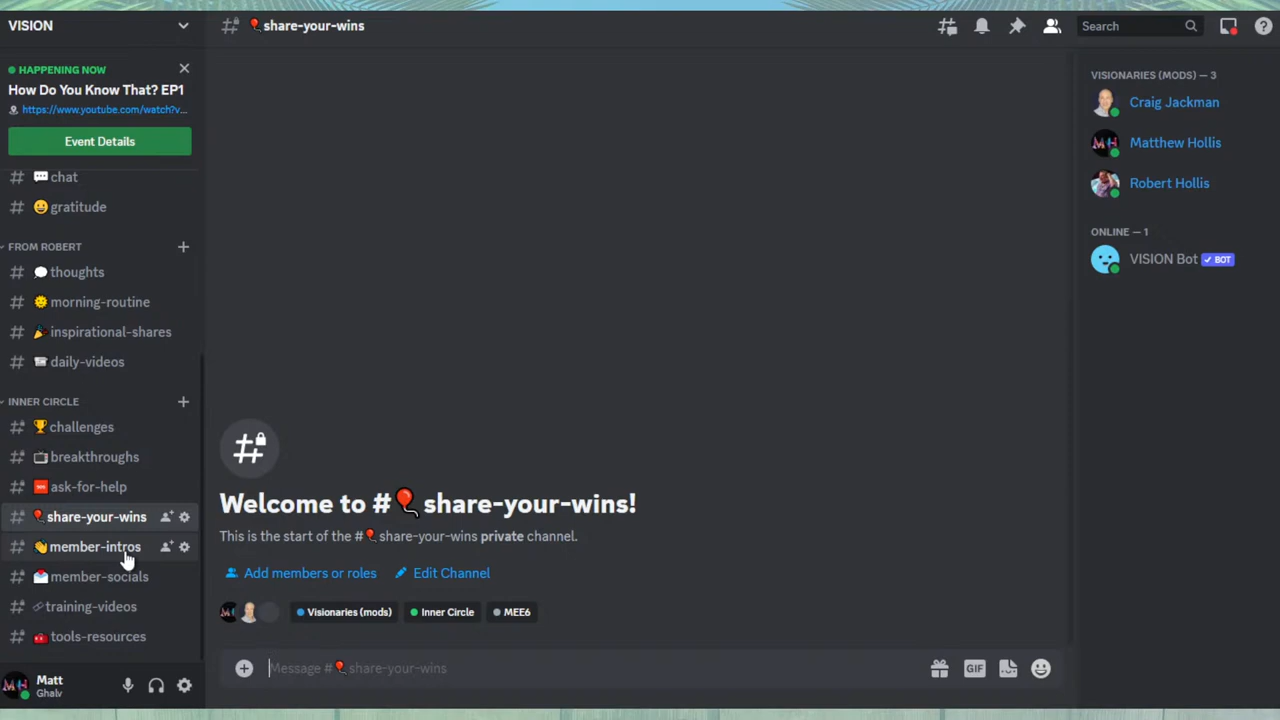 VISION
HAPPENING NOW
How Do You Know That? EP1
https://www.youtube.com/watch?v...
Event Details
chat
gratitude
FROM ROBERT
thoughts
morning-routine
inspirational-shares
daily-videos
INNER CIRCLE
challenges
breakthroughs
ask-for-help
share-your-wins
member-intros
member-socials
training-videos
tools-resources
Matt
Ghalv
# 🎈share-your-wins
Welcome to #🎈share-your-wins!
This is the start of the #🎈share-your-wins private channel.
Add members or roles Edit Channel
Visionaries (mods) Inner Circle MEE6
Message #🎈share-your-wins
GIF
Search
VISIONARIES (MODS) — 3
Craig Jackman
Matthew Hollis
Robert Hollis
ONLINE — 1
VISION Bot ✓ BOT